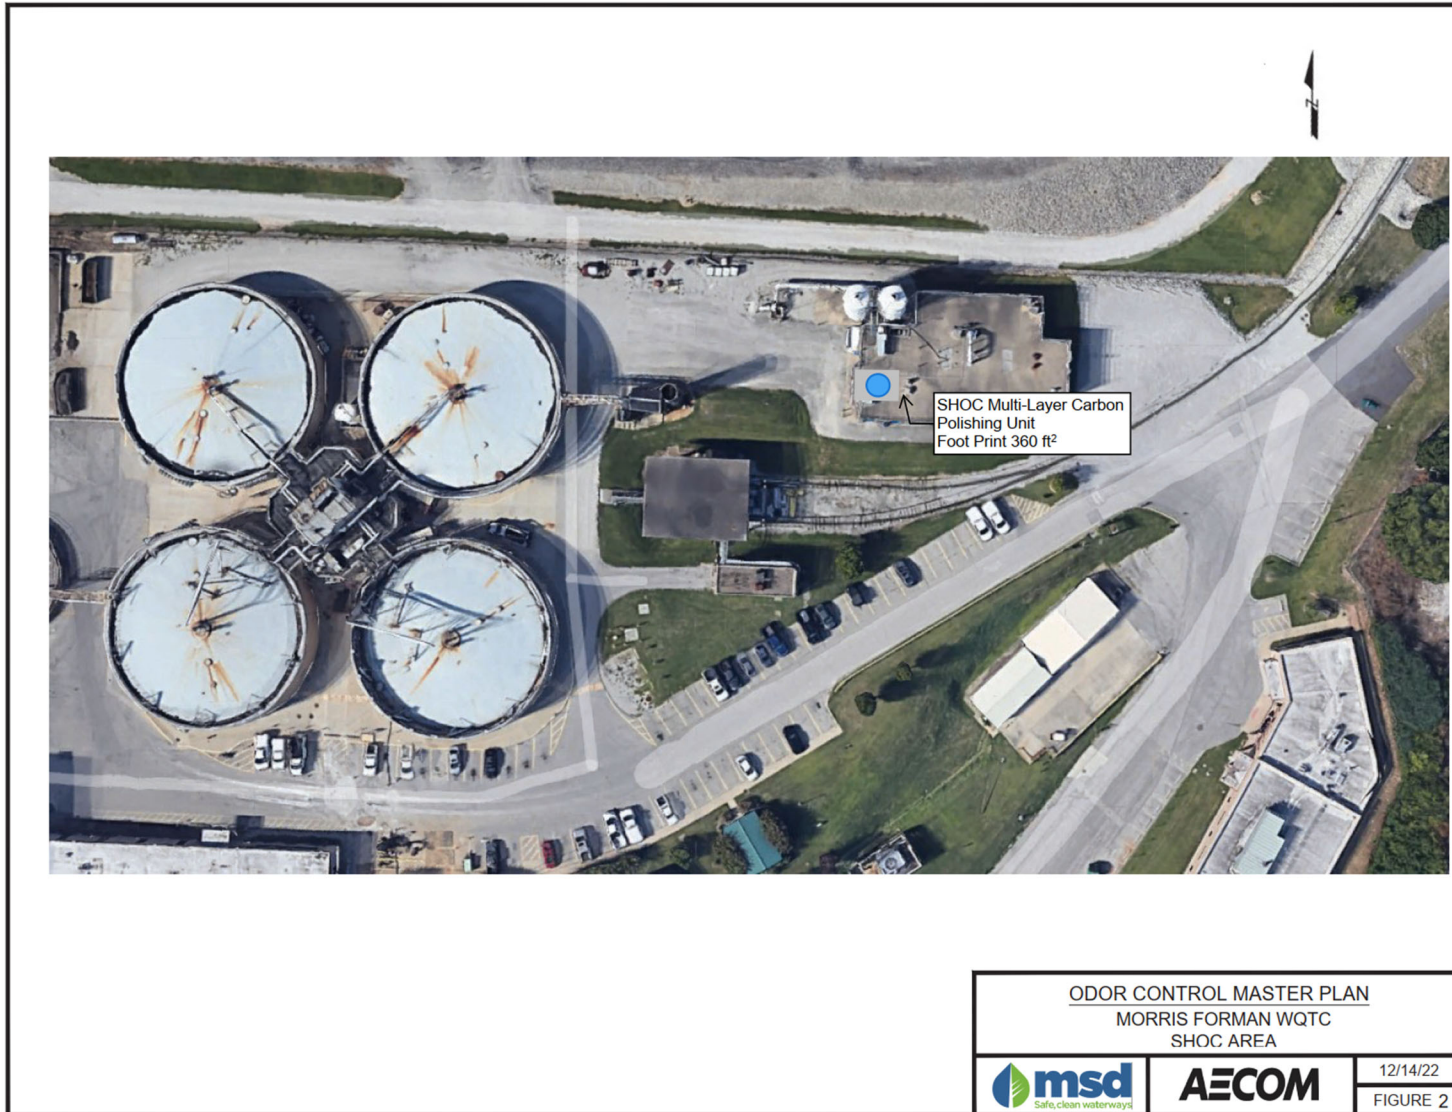 N
SHOC Multi-Layer Carbon
Polishing Unit
Foot Print 360 ft²
ODOR CONTROL MASTER PLAN
MORRIS FORMAN WQTC
SHOC AREA
msd
Safe, clean waterways
AECOM
12/14/22
FIGURE 2